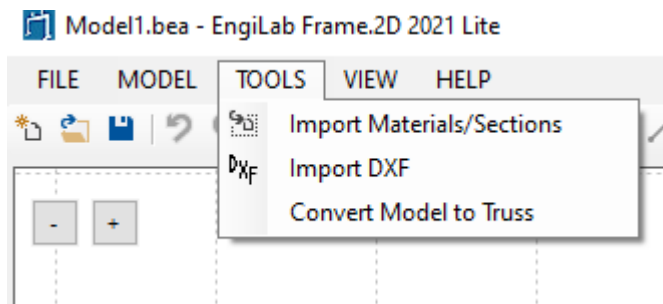 Model1.bea - EngiLab Frame.2D 2021 Lite
FILE MODEL TOOLS VIEW HELP
Import Materials/Sections
DXF Import DXF
Convert Model to Truss
- +